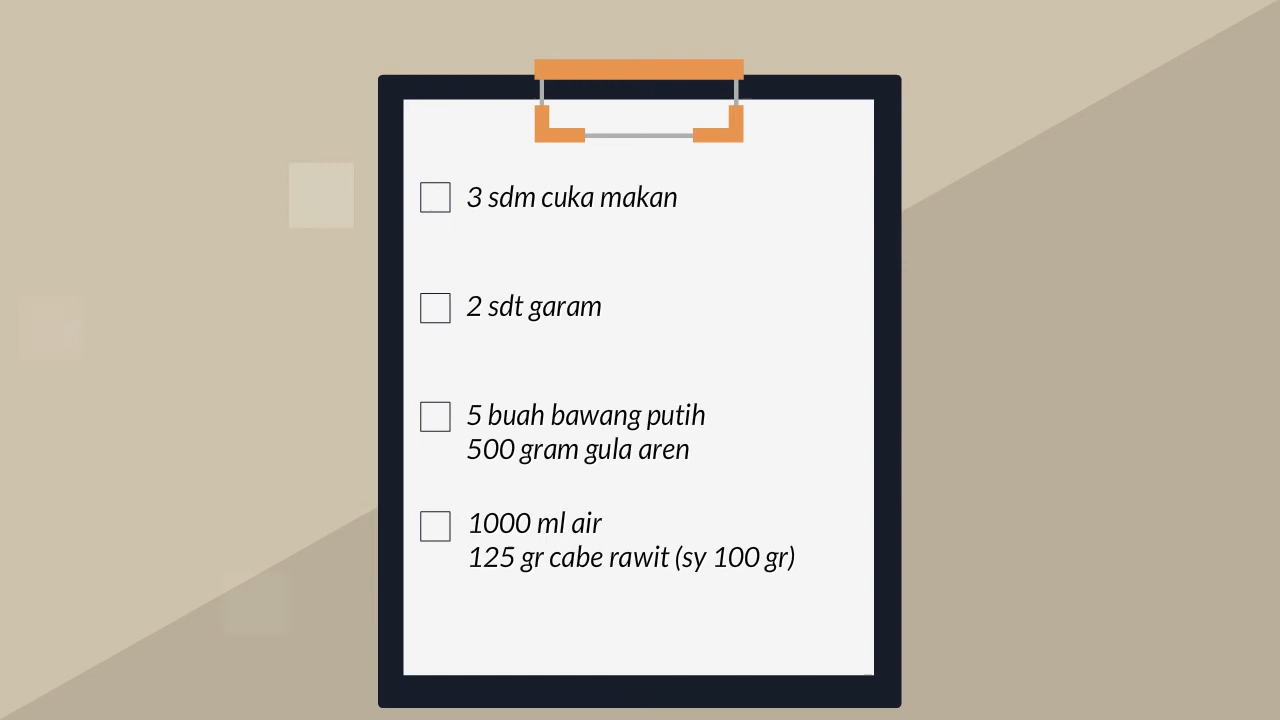 3 sdm cuka makan
2 sdt garam
5 buah bawang putih
500 gram gula aren
1000 ml air
125 gr cabe rawit (sy 100 gr)